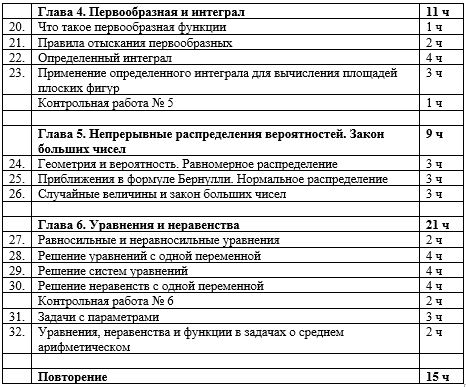 Глава 4. Первообразная и интеграл 11 ч
20. Что такое первообразная функции 1 ч
21. Правила отыскания первообразных 2 ч
22. Определенный интеграл 4 ч
23. Применение определенного интеграла для вычисления площадей 3 ч
плоских фигур
Контрольная работа № 5 1 ч
Глава 5. Непрерывные распределения вероятностей. Закон 9 ч
больших чисел
24. Геометрия и вероятность. Равномерное распределение 3 ч
25. Приближения в формуле Бернулли. Нормальное распределение 3 ч
26. Случайные величины и закон больших чисел 3 ч
Глава 6. Уравнения и неравенства 21 ч
27. Равносильные и неравносильные уравнения 2 ч
28. Решение уравнений с одной переменной 4 ч
29. Решение систем уравнений 4 ч
30. Решение неравенств с одной переменной 4 ч
Контрольная работа № 6 2 ч
31. Задачи с параметрами 3 ч
32. Уравнения, неравенства и функции в задачах о среднем 2 ч
арифметическом
Повторение 15 ч